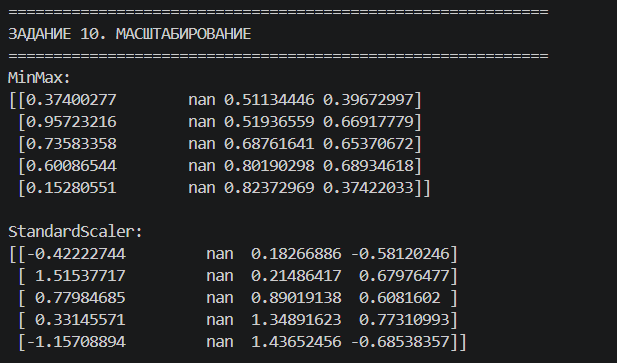 ============================================================
ЗАДАНИЕ 10. МАСШТАБИРОВАНИЕ
============================================================
MinMax:
[[0.37400277        nan 0.51134446 0.39672997]
 [0.95723216        nan 0.51936559 0.66917779]
 [0.73583358        nan 0.68761641 0.65370672]
 [0.60086544        nan 0.80190298 0.68934618]
 [0.15280551        nan 0.82372969 0.37422033]]

StandardScaler:
[[-0.42222744         nan  0.18266886 -0.58120246]
 [ 1.51537717         nan  0.21486417  0.67976477]
 [ 0.77984685         nan  0.89019138  0.6081602 ]
 [ 0.33145571         nan  1.34891623  0.77310993]
 [-1.15708894         nan  1.43652456 -0.68538357]]